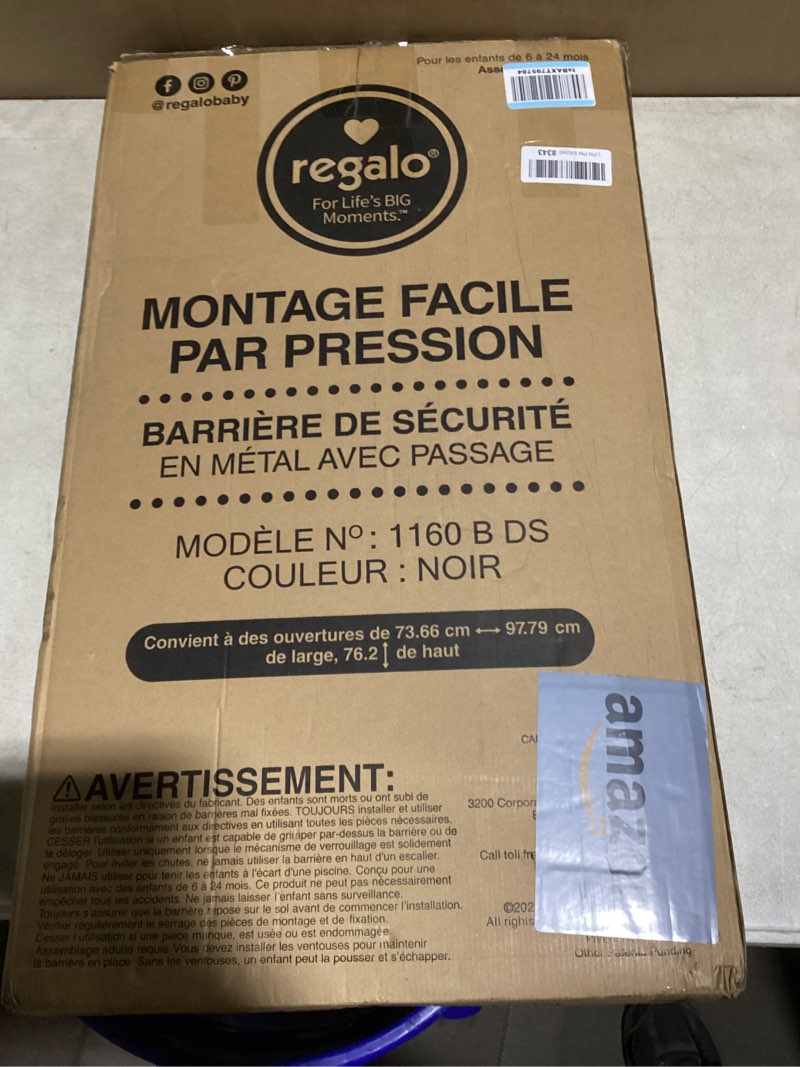 Pour les enfants de 6 à 24 mois
Ass
@regalobaby
1sBAXT795784
8343
regalo®
For Life's BIG
Moments.™
MONTAGE FACILE
PAR PRESSION
BARRIÈRE DE SÉCURITÉ
EN MÉTAL AVEC PASSAGE
MODÈLE Nº : 1160 B DS
COULEUR : NOIR
Convient à des ouvertures de 73.66 cm ⟷ 97.79 cm
de large, 76.2 ↕ de haut
amazon
CAN
3200 Corpora
Call toll fre
©202
All rights
Other Patents Pending
AVERTISSEMENT:
Installer selon les directives du fabricant. Des enfants sont morts ou ont subi de
graves blessures en raison de barrières mal fixées. TOUJOURS installer et utiliser
les barrières conformément aux directives en utilisant toutes les pièces nécessaires.
CESSER l'utilisation si un enfant est capable de grimper par-dessus la barrière ou de
la déloger. Utiliser uniquement lorsque le mécanisme de verrouillage est solidement
engagé. Pour éviter les chutes, ne jamais utiliser la barrière en haut d'un escalier.
Ne JAMAIS utiliser pour tenir les enfants à l'écart d'une piscine. Conçu pour une
utilisation avec des enfants de 6 à 24 mois. Ce produit ne peut pas nécessairement
empêcher tous les accidents. Ne jamais laisser l'enfant sans surveillance.
Toujours s'assurer que la barrière repose sur le sol avant de commencer l'installation.
Vérifier régulièrement le serrage des pièces de montage et de fixation.
Cesser l'utilisation si une pièce manque, est usée ou est endommagée.
Assemblage adulte requis. Vous devez installer les ventouses pour maintenir
la barrière en place. Sans les ventouses, un enfant peut la pousser et s'échapper.